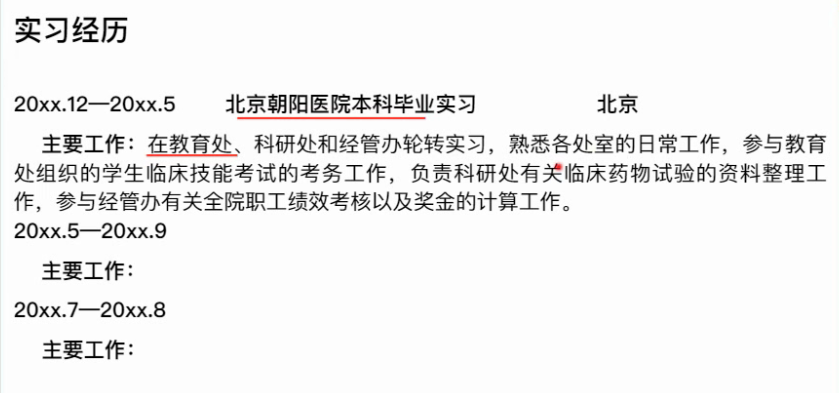 实习经历
20xx.12—20xx.5 北京朝阳医院本科毕业实习 北京
主要工作：在教育处、科研处和经管办轮转实习，熟悉各处室的日常工作，参与教育
处组织的学生临床技能考试的考务工作，负责科研处有关临床药物试验的资料整理工
作，参与经管办有关全院职工绩效考核以及奖金的计算工作。
20xx.5—20xx.9
主要工作：
20xx.7—20xx.8
主要工作：